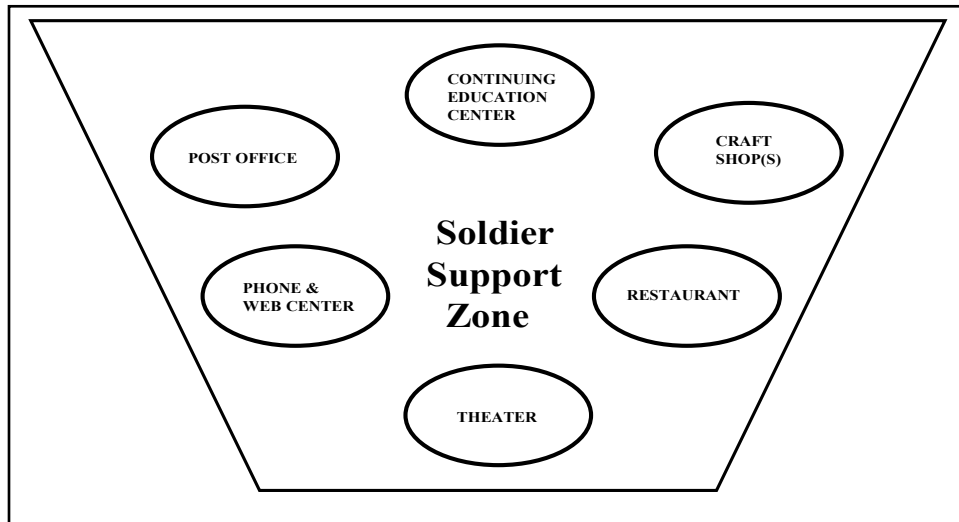 CONTINUING
EDUCATION
CENTER
POST OFFICE
CRAFT
SHOP(S)
Soldier
Support
Zone
PHONE &
WEB CENTER
RESTAURANT
THEATER